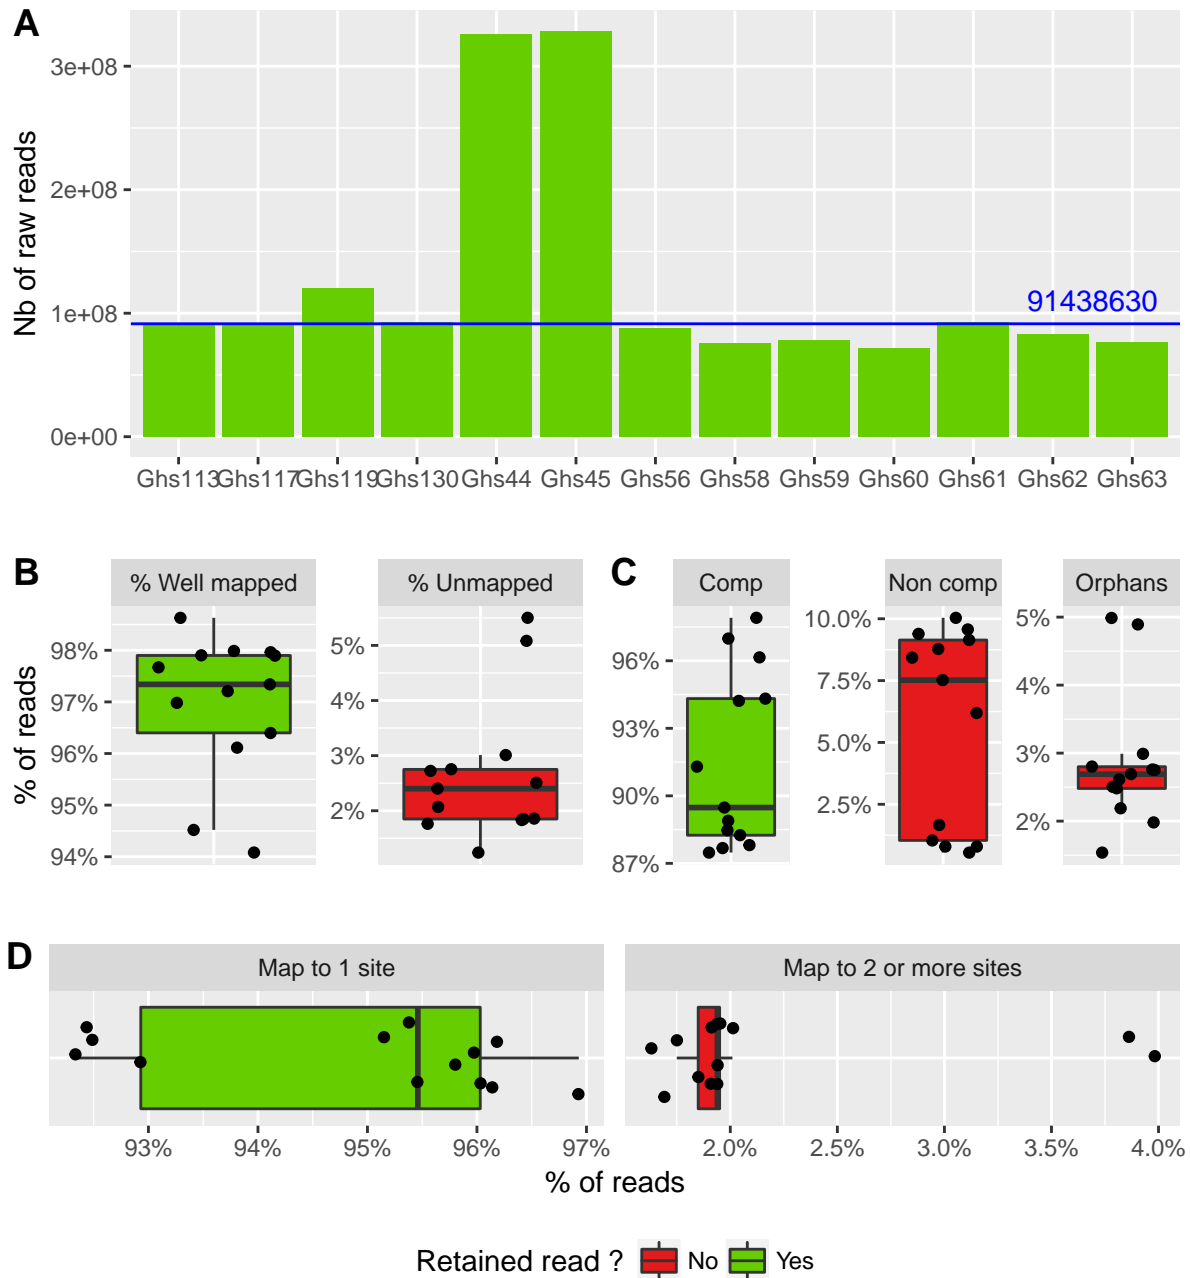 A
Nb of raw reads
3e+08
2e+08
1e+08
0e+00
91438630
Ghs113 Ghs117 Ghs119 Ghs130 Ghs44 Ghs45 Ghs56 Ghs58 Ghs59 Ghs60 Ghs61 Ghs62 Ghs63
B
% of reads
% Well mapped
98%
97%
96%
95%
94%
% Unmapped
5%
4%
3%
2%
C
Comp
96%
93%
90%
87%
Non comp
10.0%
7.5%
5.0%
2.5%
Orphans
5%
4%
3%
2%
D
Map to 1 site
93% 94% 95% 96% 97%
Map to 2 or more sites
2.0% 2.5% 3.0% 3.5% 4.0%
% of reads
Retained read ? No Yes